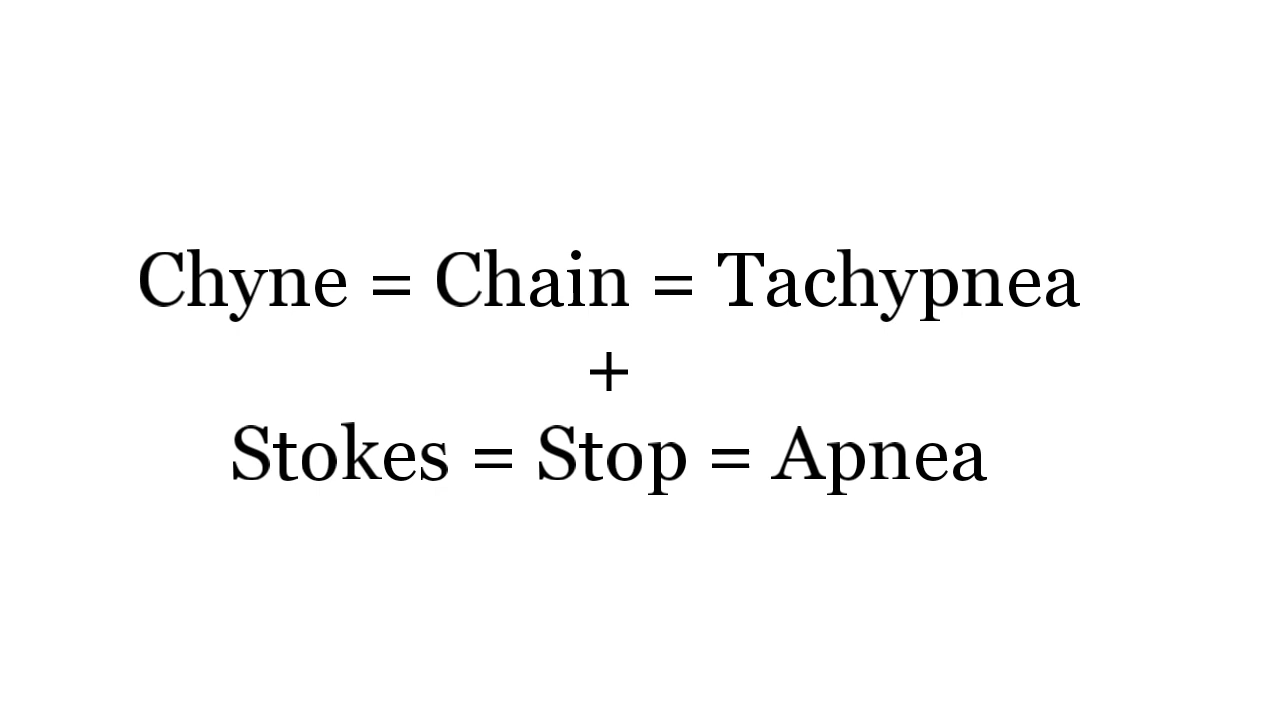 Chyne = Chain = Tachypnea
+
Stokes = Stop = Apnea